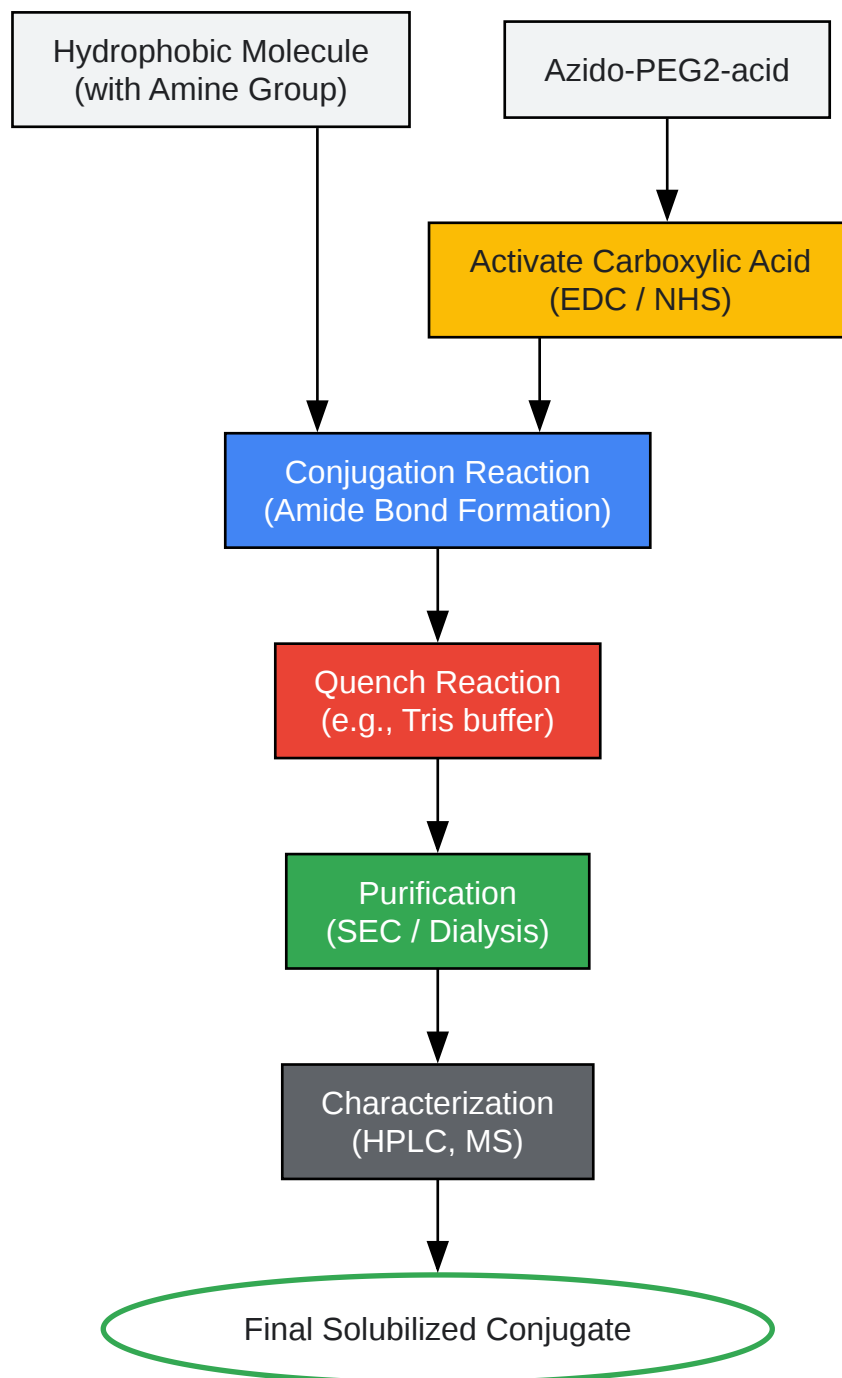 Hydrophobic Molecule
(with Amine Group)
Azido-PEG2-acid
Activate Carboxylic Acid
(EDC / NHS)
Conjugation Reaction
(Amide Bond Formation)
Quench Reaction
(e.g., Tris buffer)
Purification
(SEC / Dialysis)
Characterization
(HPLC, MS)
Final Solubilized Conjugate